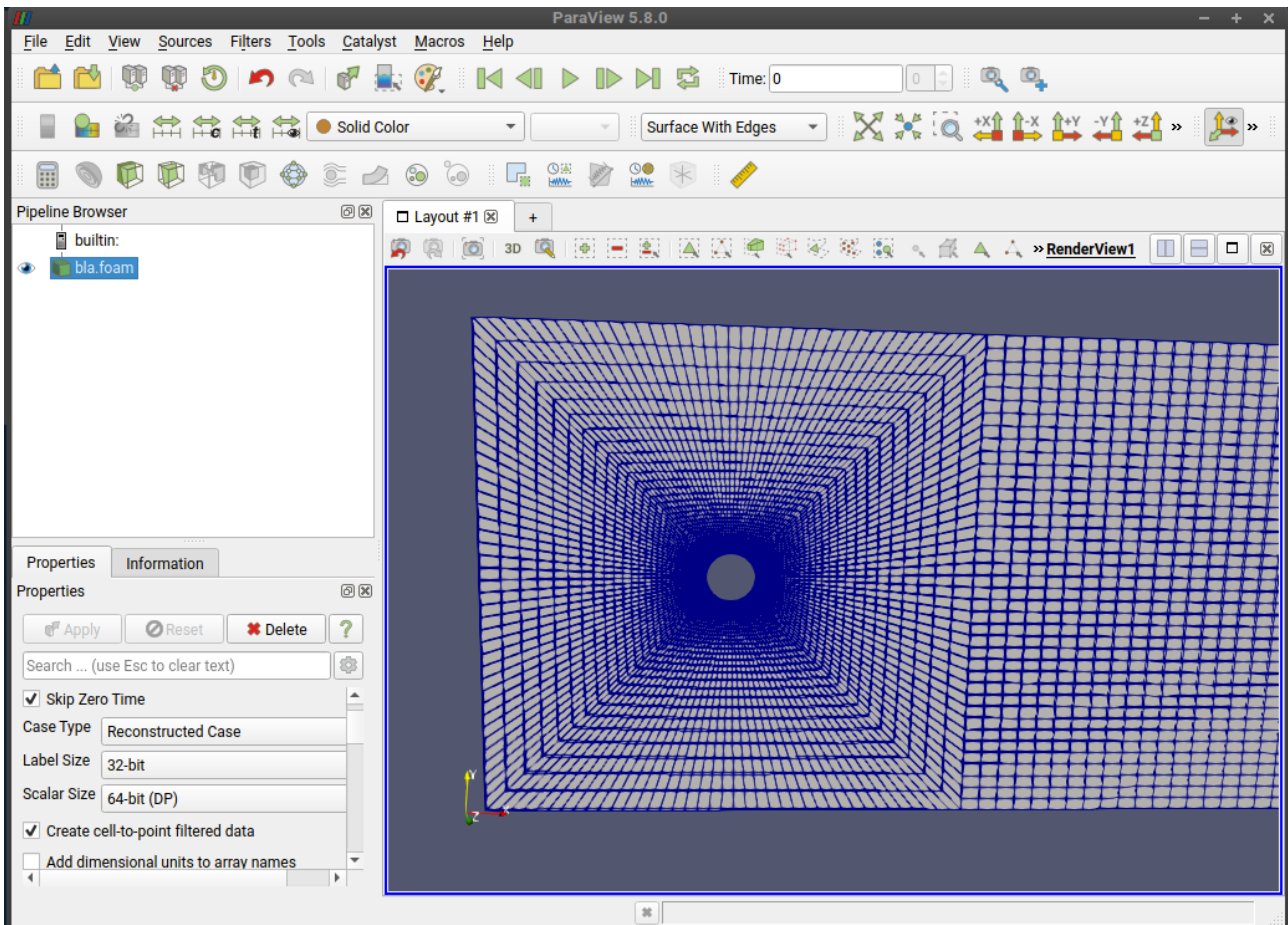 ParaView 5.8.0
File Edit View Sources Filters Tools Catalyst Macros Help
Time: 0 0
Solid Color Surface With Edges +X -X +Y -Y +Z » »
Pipeline Browser
Layout #1 +
builtin:
3D » RenderView1
bla.foam
Properties Information
Properties
Apply Reset Delete ?
Search ... (use Esc to clear text)
Skip Zero Time
Case Type Reconstructed Case
Label Size 32-bit
Scalar Size 64-bit (DP)
Y
Z X
Create cell-to-point filtered data
Add dimensional units to array names